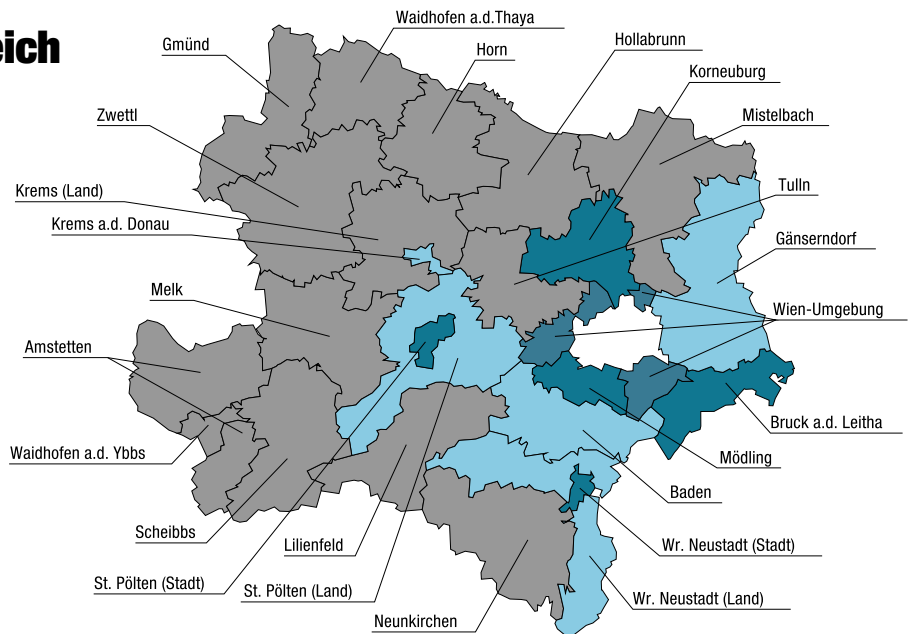 eich
Waidhofen a.d.Thaya
Gmünd
Horn
Hollabrunn
Korneuburg
Zwettl
Mistelbach
Krems (Land)
Tulln
Krems a.d. Donau
Gänserndorf
Melk
Wien-Umgebung
Amstetten
Bruck a.d. Leitha
Waidhofen a.d. Ybbs
Mödling
Baden
Scheibbs
Lilienfeld
Wr. Neustadt (Stadt)
St. Pölten (Stadt)
St. Pölten (Land)
Wr. Neustadt (Land)
Neunkirchen